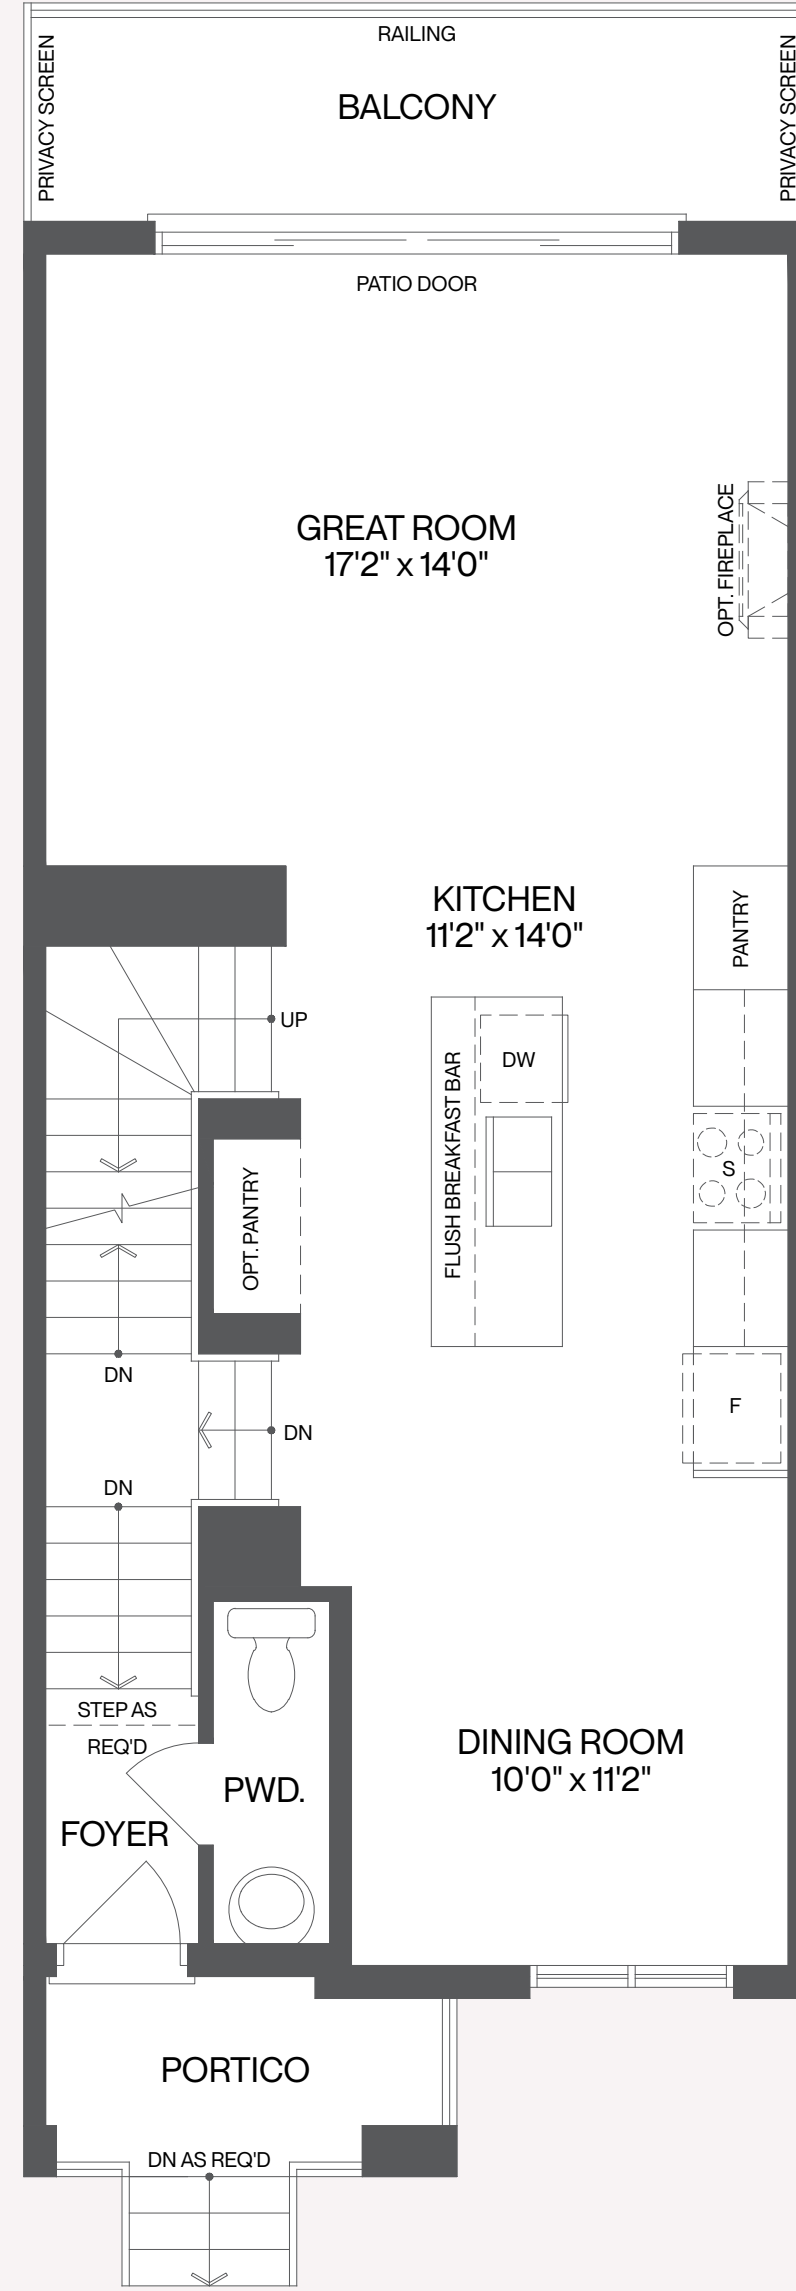 RAILING
PRIVACY SCREEN
BALCONY
PRIVACY SCREEN
PATIO DOOR
GREAT ROOM
17'2" x 14'0"
OPT. FIREPLACE
KITCHEN
11'2" x 14'0"
PANTRY
UP
FLUSH BREAKFAST BAR
DW
S
OPT. PANTRY
DN
F
DN
DN
STEP AS
REQ'D
DINING ROOM
10'0" x 11'2"
PWD.
FOYER
PORTICO
DN AS REQ'D